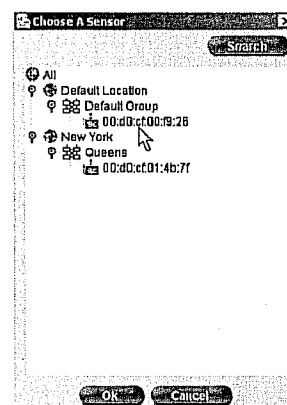 Choose A Sensor
Search
All
Default Location
Default Group
00:d0:cf:00:f9:26
New York
Queens
00:d0:cf:01:4b:7f
OK
Cancel